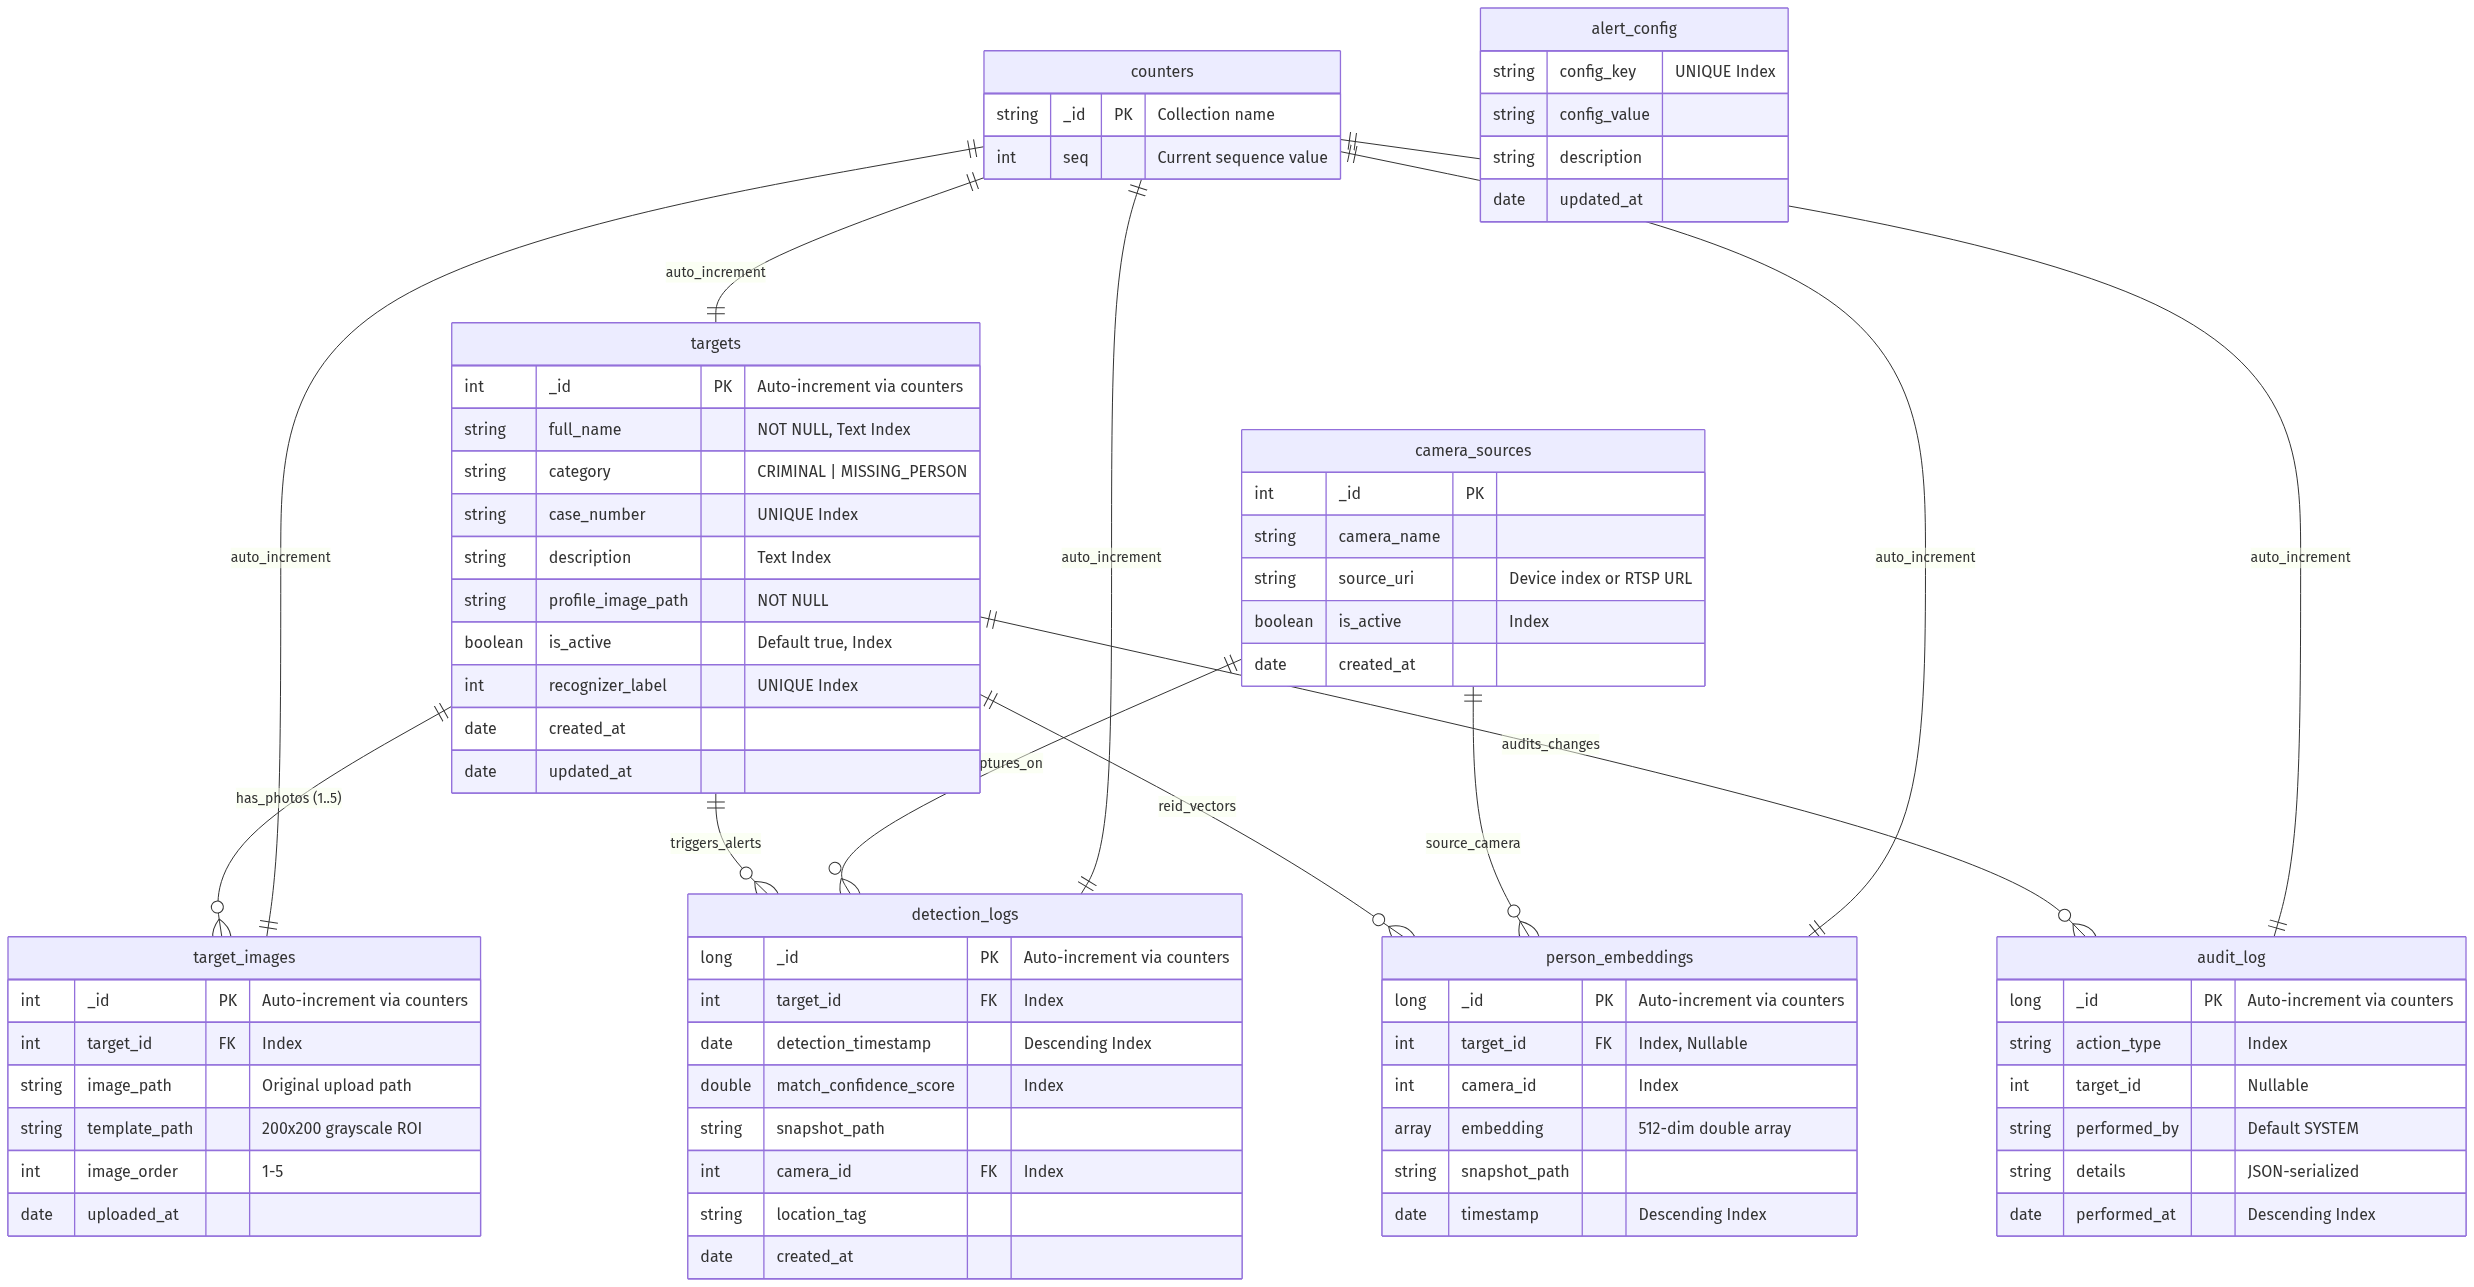 alert_config
string config_key UNIQUE Index
string config_value
string description
date updated_at
counters
string _id PK Collection name
int seq Current sequence value
auto_increment
targets
int _id PK Auto-increment via counters
string full_name NOT NULL, Text Index
string category CRIMINAL | MISSING_PERSON
string case_number UNIQUE Index
string description Text Index
string profile_image_path NOT NULL
boolean is_active Default true, Index
int recognizer_label UNIQUE Index
date created_at
date updated_at
camera_sources
int _id PK
string camera_name
string source_uri Device index or RTSP URL
boolean is_active Index
date created_at
auto_increment
auto_increment
auto_increment
auto_increment
audits_changes
ptures_on
has_photos (1..5)
reid_vectors
triggers_alerts
source_camera
target_images
int _id PK Auto-increment via counters
int target_id FK Index
string image_path Original upload path
string template_path 200x200 grayscale ROI
int image_order 1-5
date uploaded_at
detection_logs
long _id PK Auto-increment via counters
int target_id FK Index
date detection_timestamp Descending Index
double match_confidence_score Index
string snapshot_path
int camera_id FK Index
string location_tag
date created_at
person_embeddings
long _id PK Auto-increment via counters
int target_id FK Index, Nullable
int camera_id Index
array embedding 512-dim double array
string snapshot_path
date timestamp Descending Index
audit_log
long _id PK Auto-increment via counters
string action_type Index
int target_id Nullable
string performed_by Default SYSTEM
string details JSON-serialized
date performed_at Descending Index